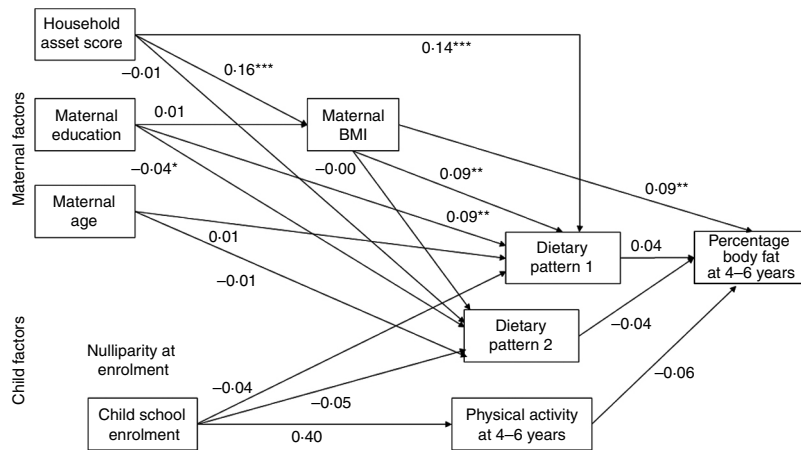 Household
asset score
0·14***
−0·01
0·16***
Maternal factors
Maternal
education
0·01
Maternal
BMI
−0·04*
−0·00
0·09**
0·09**
Maternal
age
0·09**
0·01
Dietary
pattern 1
0·04
Percentage
body fat
at 4–6 years
−0·01
Dietary
pattern 2
−0·04
Child factors
Nulliparity at
enrolment
−0·04
−0·05
−0·06
Child school
enrolment
0·40
Physical activity
at 4–6 years